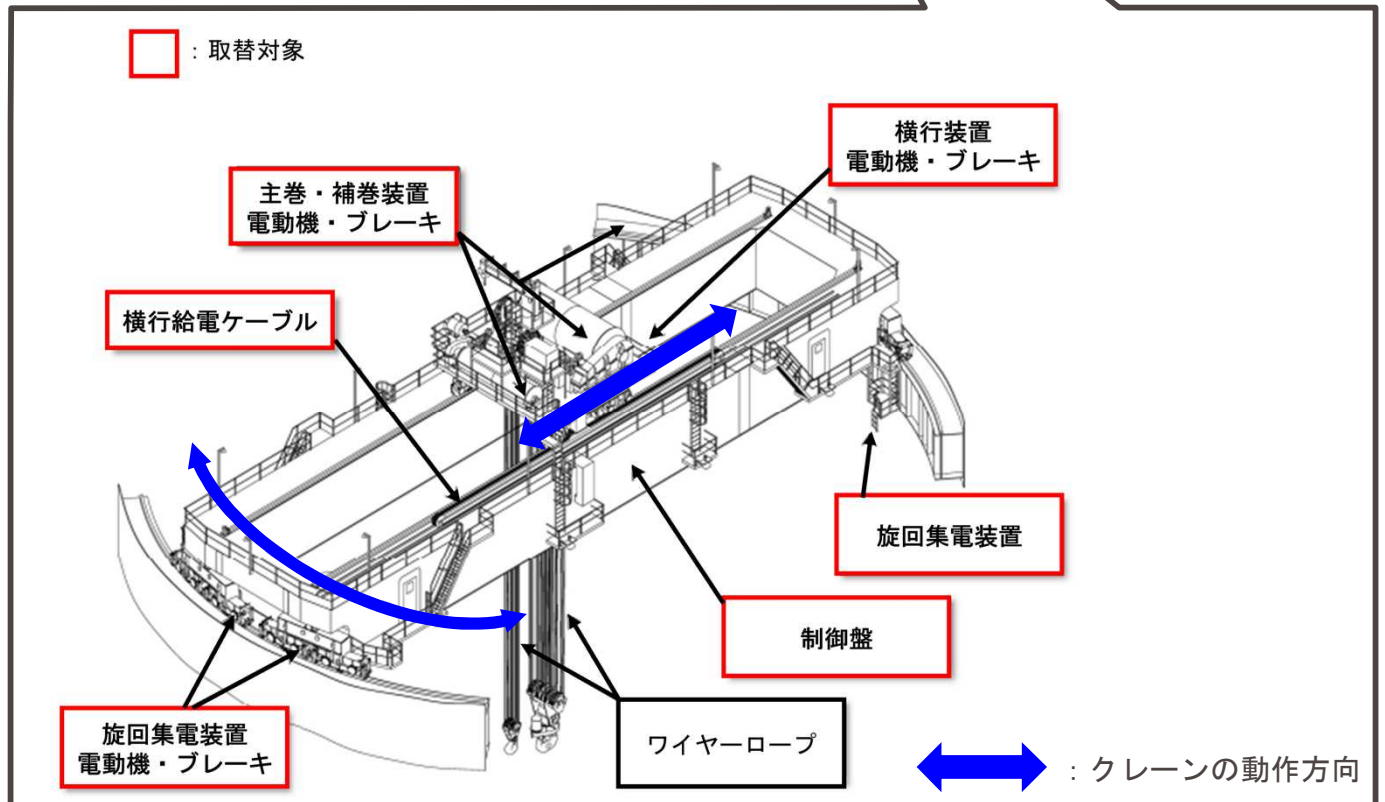 ：取替対象
横行装置
電動機・ブレーキ
主巻・補巻装置
電動機・ブレーキ
横行給電ケーブル
旋回集電装置
制御盤
旋回集電装置
電動機・ブレーキ
ワイヤーロープ
：クレーンの動作方向